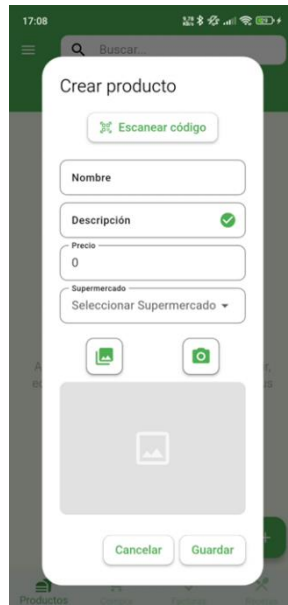 17:08
Buscar...
Crear producto
Escanear código
Nombre
Descripción
Precio
0
Supermercado
Seleccionar Supermercado
Cancelar Guardar
Productos